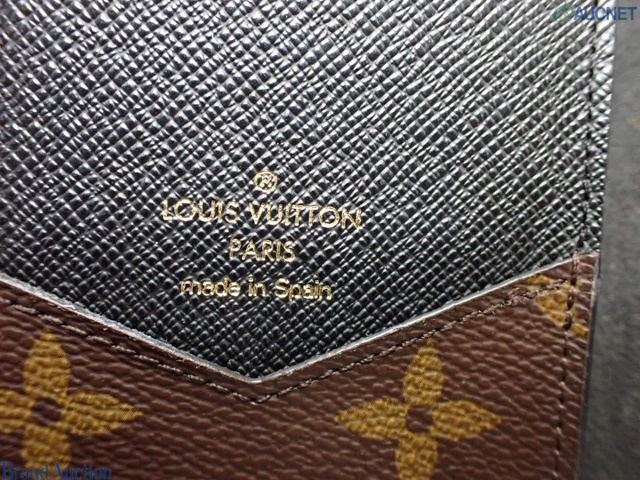 AUCNET
®
LOUIS VUITTON
PARIS
made in Spain
Brand Auction